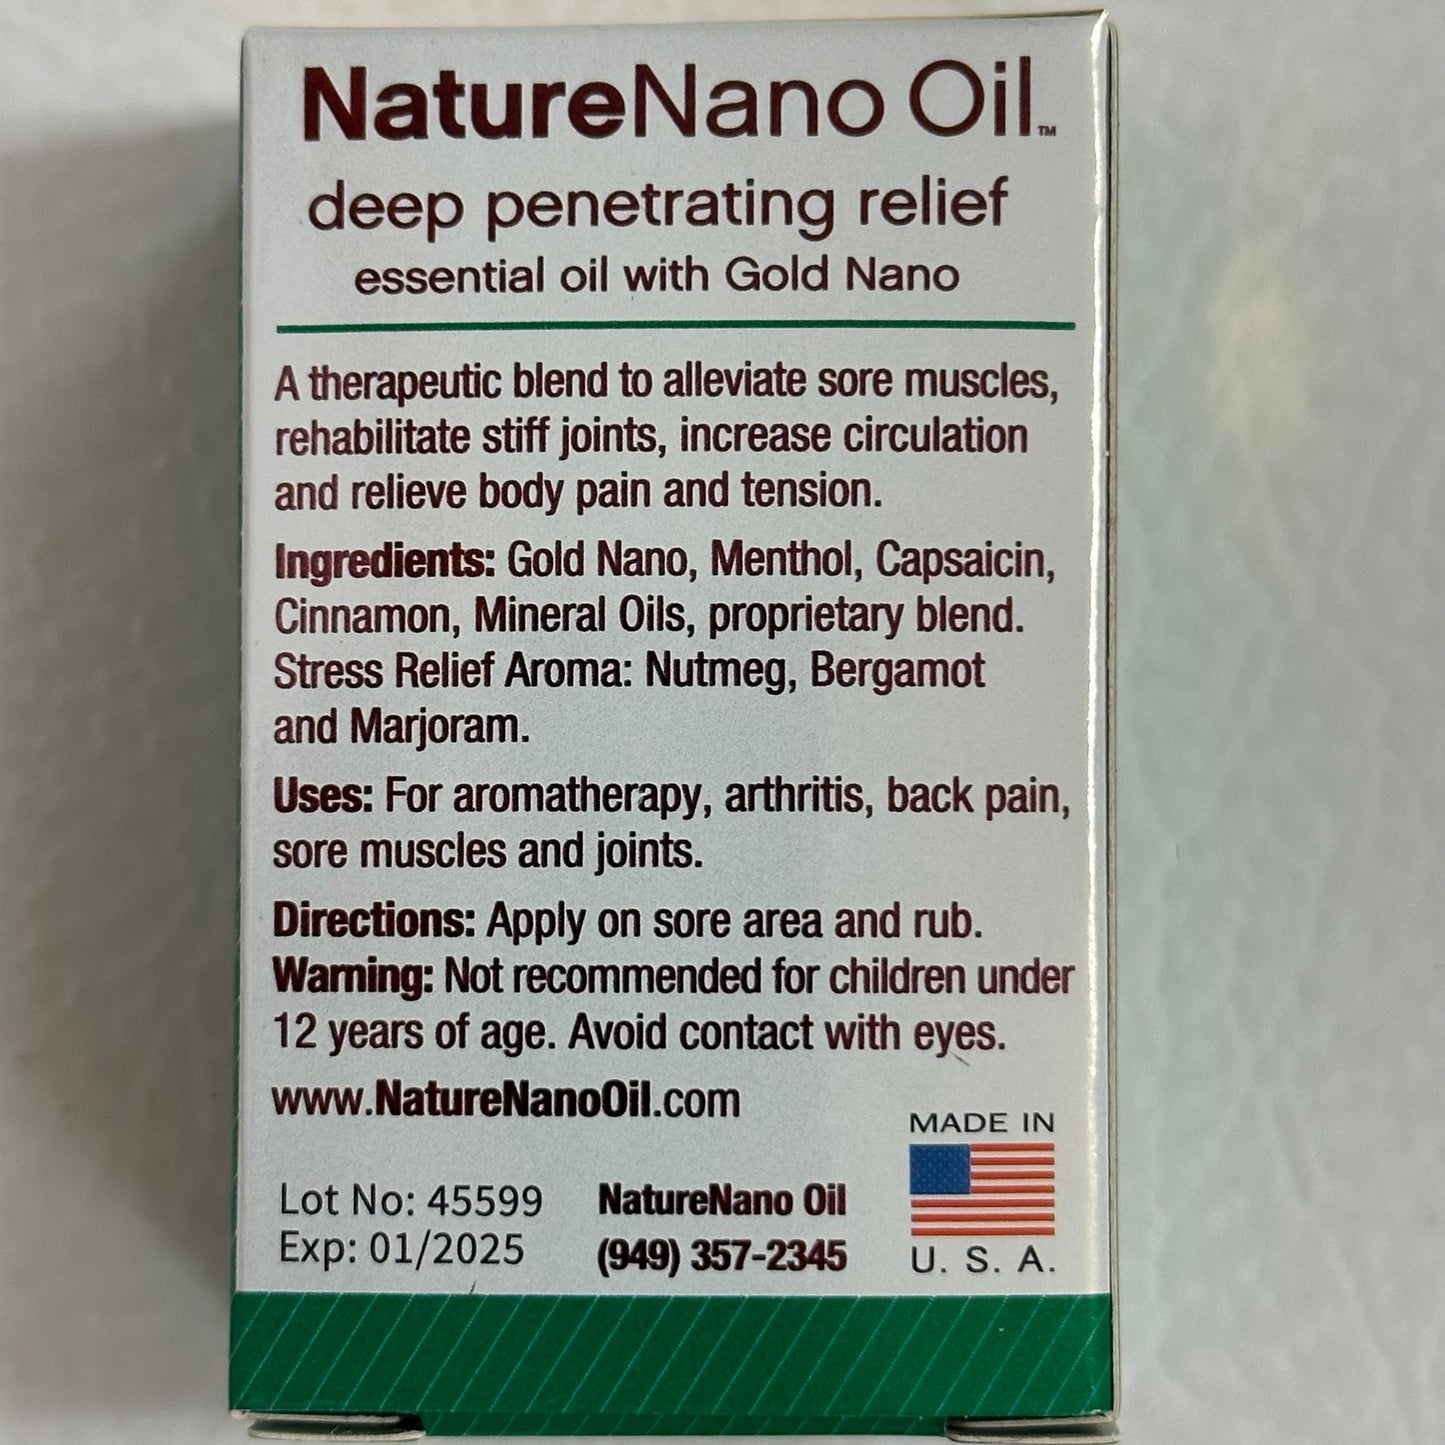 NatureNano Oil™
deep penetrating relief
essential oil with Gold Nano
A therapeutic blend to alleviate sore muscles,
rehabilitate stiff joints, increase circulation
and relieve body pain and tension.
Ingredients: Gold Nano, Menthol, Capsaicin,
Cinnamon, Mineral Oils, proprietary blend.
Stress Relief Aroma: Nutmeg, Bergamot
and Marjoram.
Uses: For aromatherapy, arthritis, back pain,
sore muscles and joints.
Directions: Apply on sore area and rub.
Warning: Not recommended for children under
12 years of age. Avoid contact with eyes.
www.NatureNanoOil.com
Lot No: 45599
Exp: 01/2025
NatureNano Oil
(949) 357-2345
MADE IN
U. S. A.